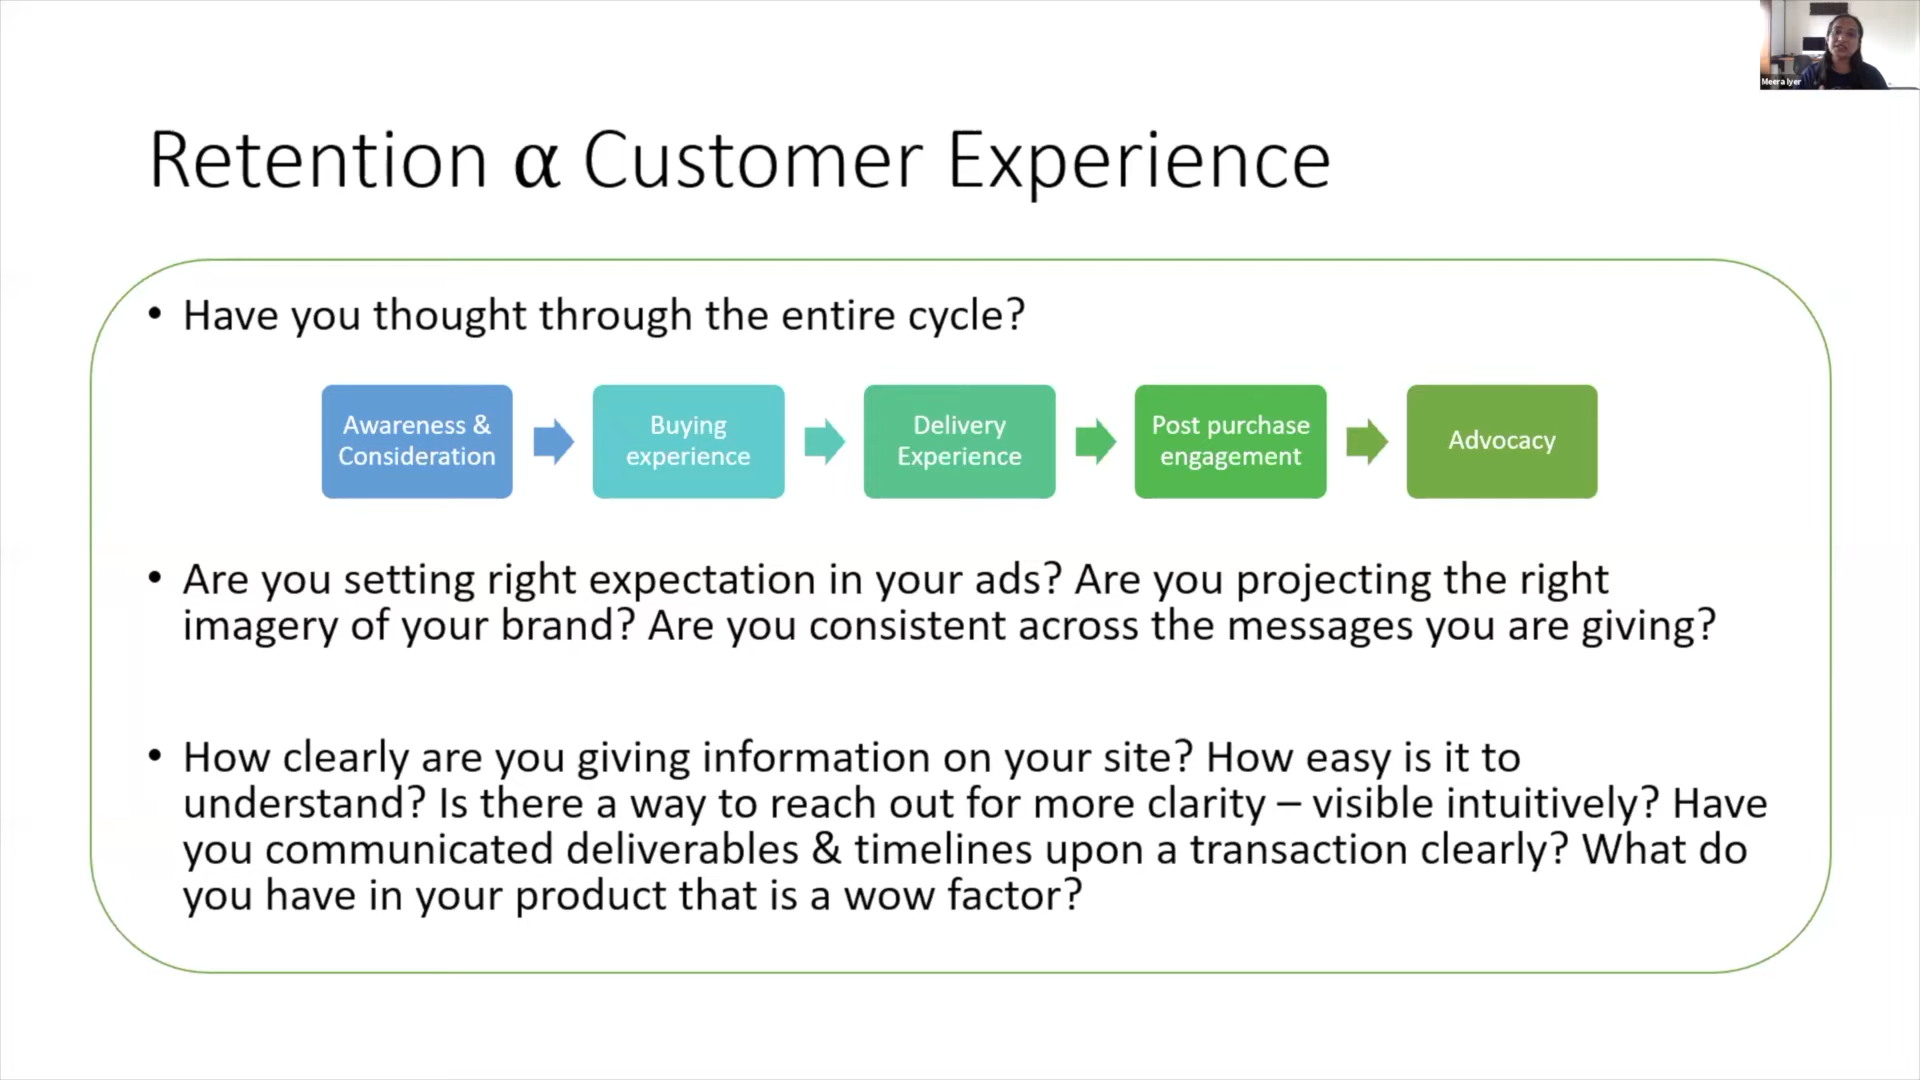 Meera Iyer
Retention α Customer Experience
• Have you thought through the entire cycle?
Awareness &
Consideration
Buying
experience
Delivery
Experience
Post purchase
engagement
Advocacy
• Are you setting right expectation in your ads? Are you projecting the right
imagery of your brand? Are you consistent across the messages you are giving?
• How clearly are you giving information on your site? How easy is it to
understand? Is there a way to reach out for more clarity – visible intuitively? Have
you communicated deliverables & timelines upon a transaction clearly? What do
you have in your product that is a wow factor?